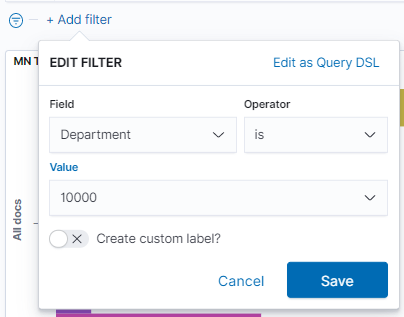 + Add filter
MN T
EDIT FILTER Edit as Query DSL
Field Operator
Department is
Value
10000
All docs
Create custom label?
Cancel Save